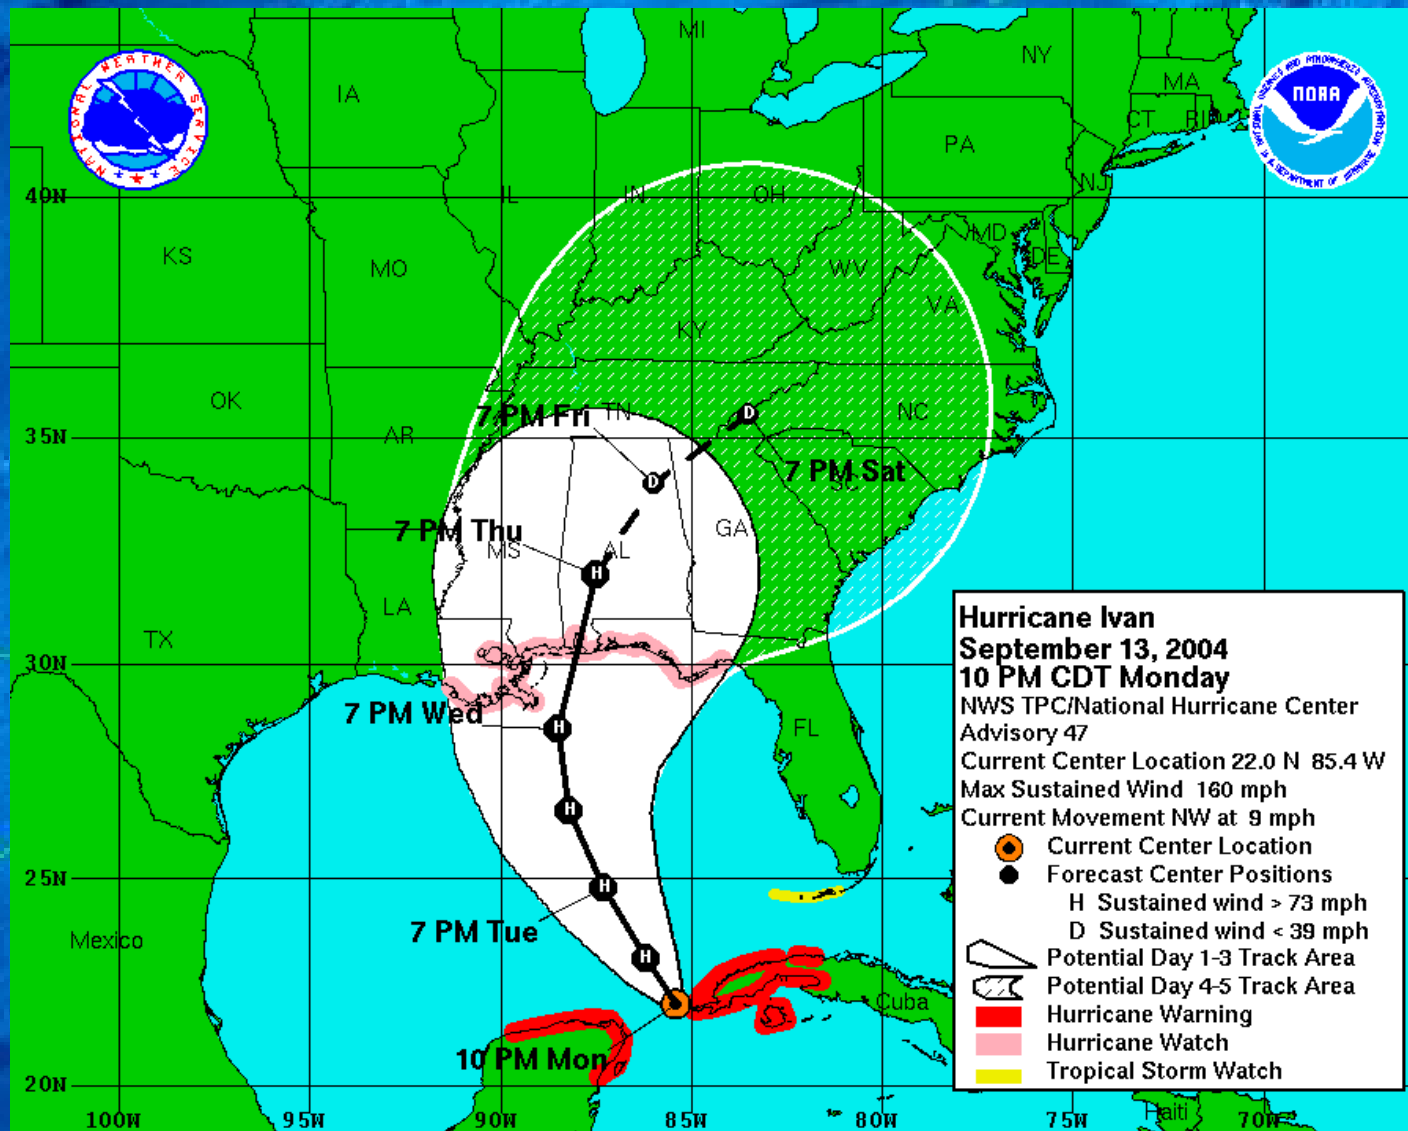 MI
NY
IA
MA
CT
RI
PA
NJ
NATIONAL WEATHER SERVICE
NOAA
40N
IL
IN
OH
MD
DE
KS
MO
WV
VA
KY
OK
7 PM Fri
TN
NC
AR
35N
7 PM Sat
SC
D
D
7 PM Thu
MS
AL
GA
H
LA
TX
30N
7 PM Wed
H
FL
H
25N
H
7 PM Tue
Mexico
H
Cuba
10 PM Mon
20N
100W
95W
90W
85W
80W
75W
70W
Haiti
Hurricane Ivan
September 13, 2004
10 PM CDT Monday
NWS TPC/National Hurricane Center
Advisory 47
Current Center Location 22.0 N 85.4 W
Max Sustained Wind 160 mph
Current Movement NW at 9 mph
Current Center Location
Forecast Center Positions
H Sustained wind > 73 mph
D Sustained wind < 39 mph
Potential Day 1-3 Track Area
Potential Day 4-5 Track Area
Hurricane Warning
Hurricane Watch
Tropical Storm Watch